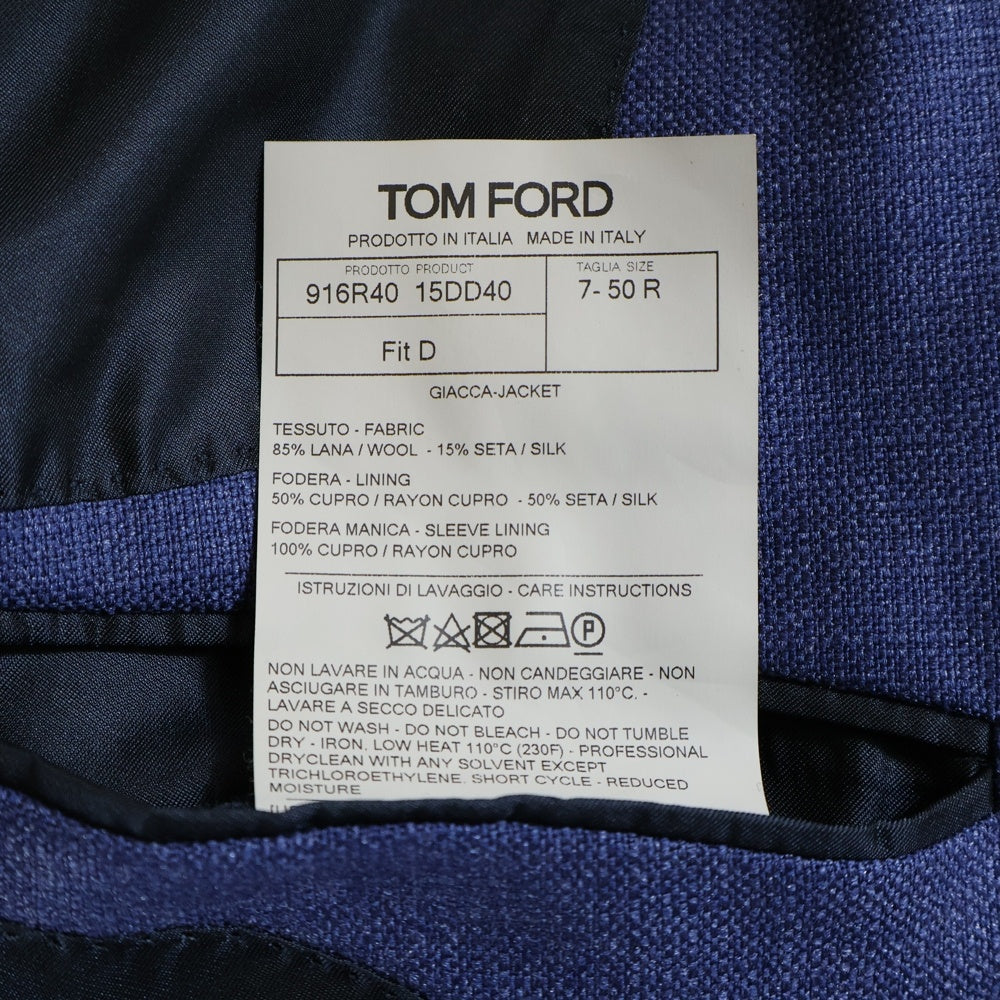 TOM FORD
PRODOTTO IN ITALIA MADE IN ITALY
PRODOTTO PRODUCT
916R40 15DD40
TAGLIA SIZE
7- 50 R
Fit D
GIACCA-JACKET
TESSUTO - FABRIC
85% LANA / WOOL - 15% SETA / SILK
FODERA - LINING
50% CUPRO / RAYON CUPRO - 50% SETA / SILK
FODERA MANICA - SLEEVE LINING
100% CUPRO / RAYON CUPRO
ISTRUZIONI DI LAVAGGIO - CARE INSTRUCTIONS
P
NON LAVARE IN ACQUA - NON CANDEGGIARE - NON
ASCIUGARE IN TAMBURO - STIRO MAX 110°C. -
LAVARE A SECCO DELICATO
DO NOT WASH - DO NOT BLEACH - DO NOT TUMBLE
DRY - IRON, LOW HEAT 110°C (230F) - PROFESSIONAL
DRYCLEAN WITH ANY SOLVENT EXCEPT
TRICHLOROETHYLENE. SHORT CYCLE - REDUCED
MOISTURE